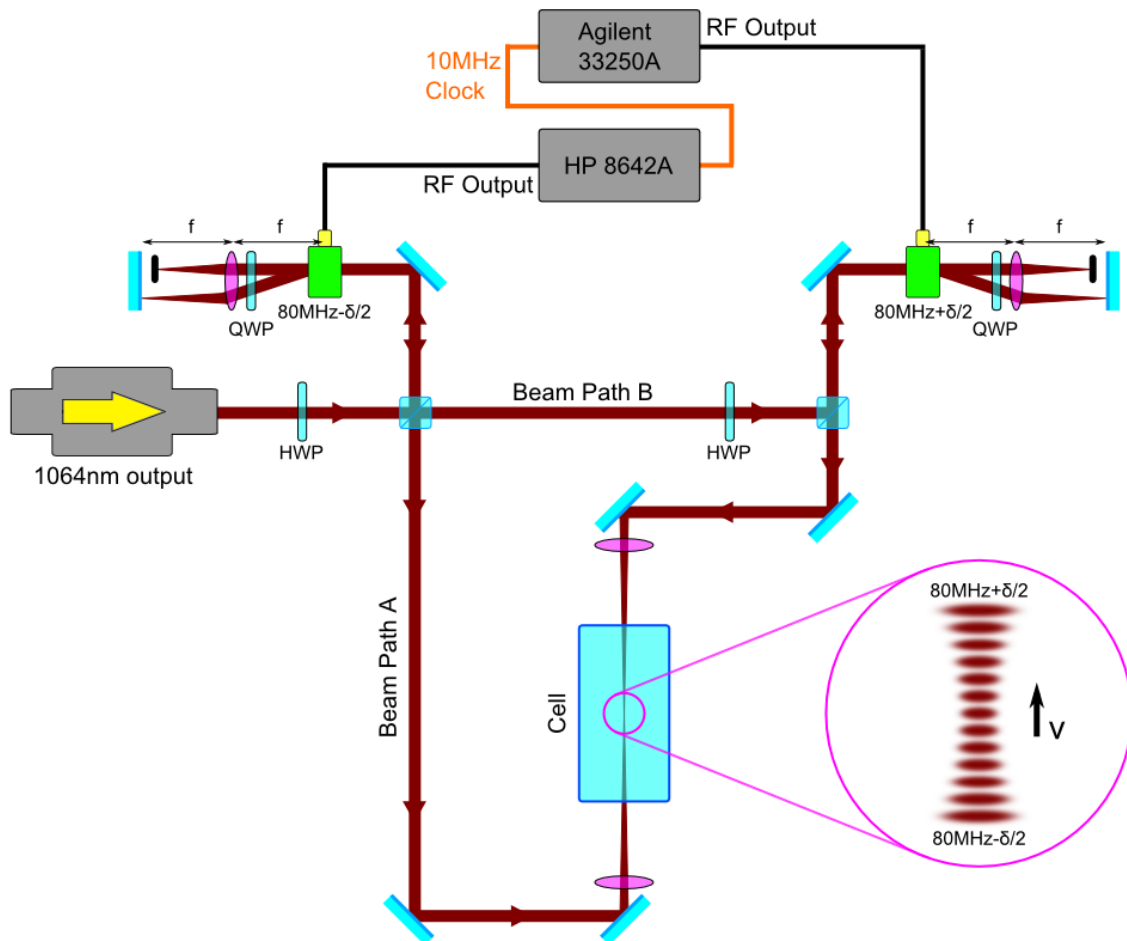 Agilent
33250A
RF Output
10MHz
Clock
HP 8642A
RF Output
f
f
f
f
QWP
80MHz-δ/2
80MHz+δ/2
QWP
Beam Path B
HWP
HWP
1064nm output
Beam Path A
Cell
80MHz+δ/2
v
80MHz-δ/2